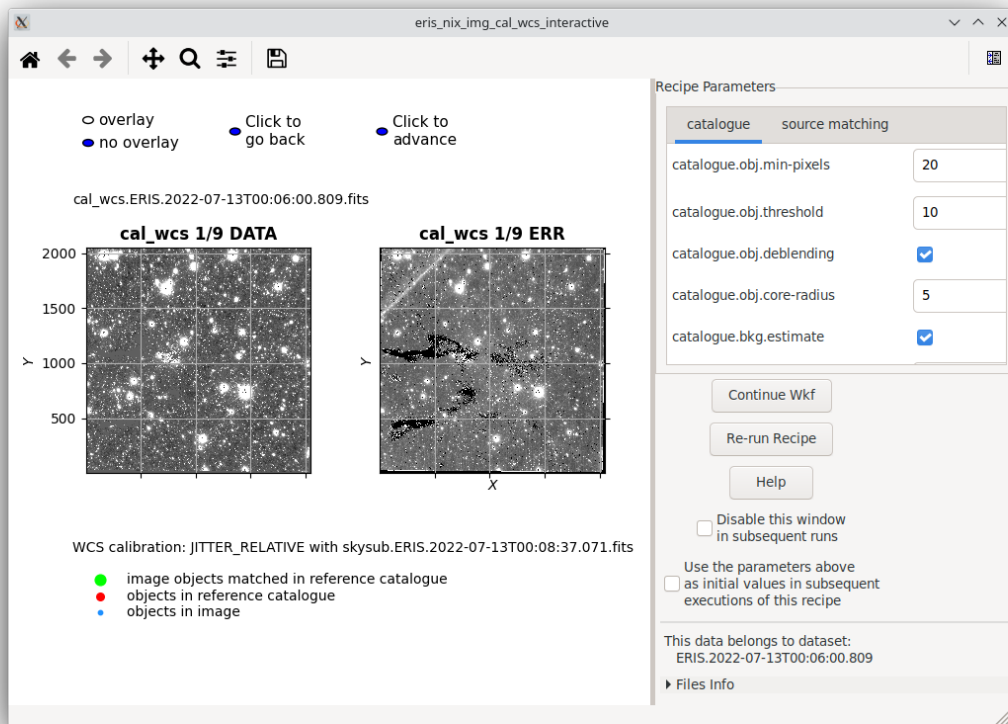 eris_nix_img_cal_wcs_interactive
Recipe Parameters
overlay
no overlay
Click to
go back
Click to
advance
cal_wcs.ERIS.2022-07-13T00:06:00.809.fits
cal_wcs 1/9 DATA
cal_wcs 1/9 ERR
2000
1500
1000
500
Y
Y
X
WCS calibration: JITTER_RELATIVE with skysub.ERIS.2022-07-13T00:08:37.071.fits
image objects matched in reference catalogue
objects in reference catalogue
objects in image
catalogue
source matching
catalogue.obj.min-pixels
20
catalogue.obj.threshold
10
catalogue.obj.deblending
catalogue.obj.core-radius
5
catalogue.bkg.estimate
Continue Wkf
Re-run Recipe
Help
Disable this window
in subsequent runs
Use the parameters above
as initial values in subsequent
executions of this recipe
This data belongs to dataset:
ERIS.2022-07-13T00:06:00.809
Files Info